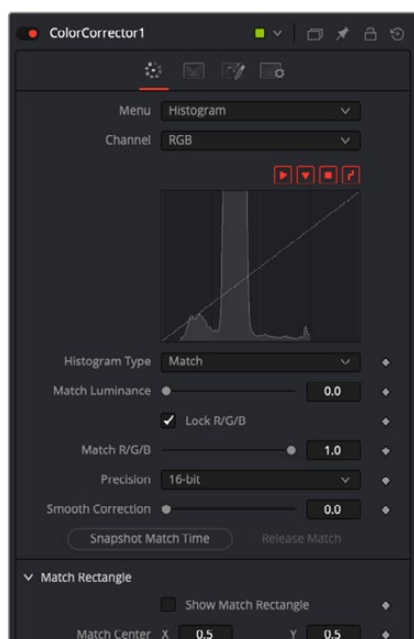 ColorCorrector1
Menu Histogram
Channel RGB
Histogram Type Match
Match Luminance 0.0
Lock R/G/B
Match R/G/B 1.0
Precision 16-bit
Smooth Correction 0.0
Snapshot Match Time Release Match
Match Rectangle
Show Match Rectangle
Match Center X 0.5 Y 0.5